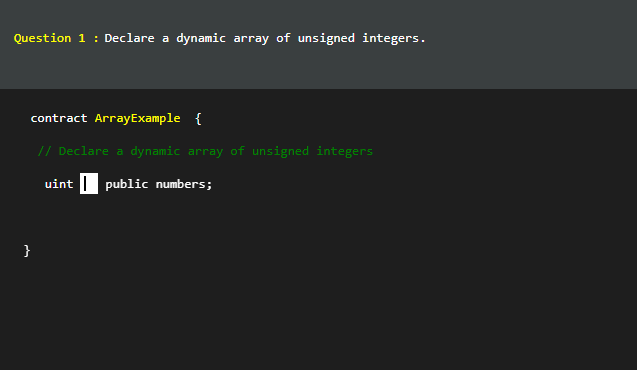 Question 1 : Declare a dynamic array of unsigned integers.
contract ArrayExample {
// Declare a dynamic array of unsigned integers
uint public numbers;
}